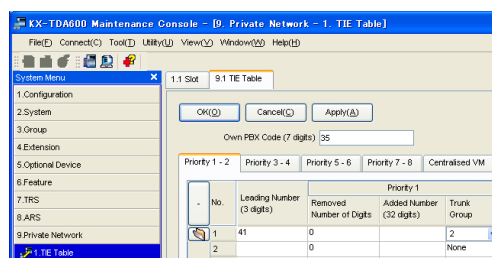 KX-TDA600 Maintenance Console - [9. Private Network - 1. TIE Table]
File(F) Connect(C) Tool(T) Utility(U) View(V) Window(W) Help(H)
System Menu × 1.1 Slot 9.1 TIE Table
1.Configuration
2.System
3.Group
4.Extension
5.Optional Device
6.Feature
7.TRS
8.ARS
9.Private Network
1.TIE Table
OK(O) Cancel(C) Apply(A)
Own PBX Code (7 digits) 35
Priority 1 - 2 Priority 3 - 4 Priority 5 - 6 Priority 7 - 8 Centralised VM
Priority 1
- No. Leading Number (3 digits) Removed Number of Digits Added Number (32 digits) Trunk Group
1 41 0 2
2 0 None